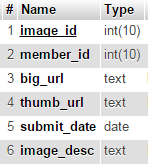 # Name Type
1 image_id int(10)
2 member_id int(10)
3 big_url text
4 thumb_url text
5 submit_date date
6 image_desc text